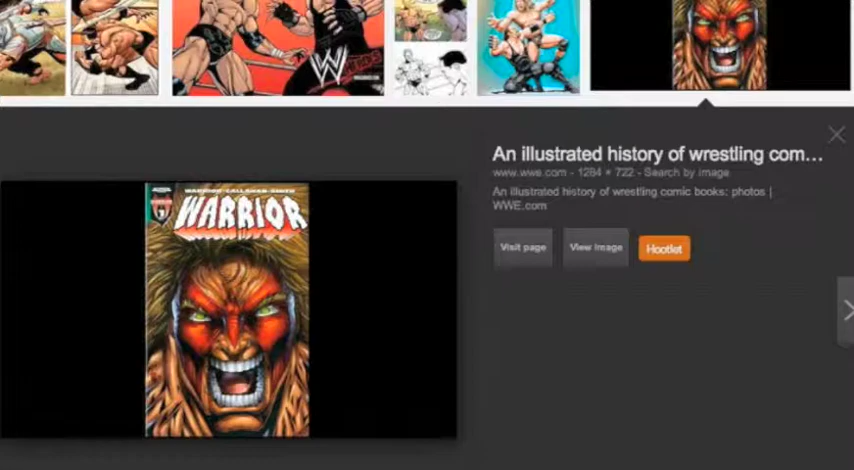 An illustrated history of wrestling com...
www.wwe.com - 1284 × 722 - Search by image
An illustrated history of wrestling comic books: photos |
WWE.com
Visit page
View image
Hootlet
WARRIOR